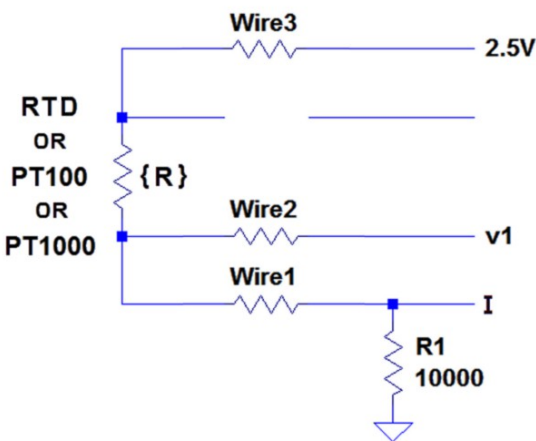 Wire3
2.5V
RTD
OR
PT100
OR
PT1000
{R}
Wire2
v1
Wire1
I
R1
10000